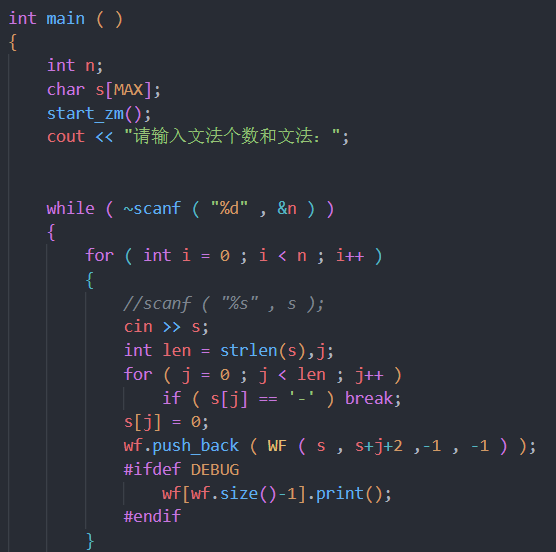 int main ( )
{
    int n;
    char s[MAX];
    start_zm();
    cout << "请输入文法个数和文法：";
    while ( ~scanf ( "%d" , &n ) )
    {
        for ( int i = 0 ; i < n ; i++ )
        {
            //scanf ( "%s" , s );
            cin >> s;
            int len = strlen(s),j;
            for ( j = 0 ; j < len ; j++ )
                if ( s[j] == '-' ) break;
            s[j] = 0;
            wf.push_back ( WF ( s , s+j+2 ,-1 , -1 ) );
            #ifdef DEBUG
                wf[wf.size()-1].print();
            #endif
        }